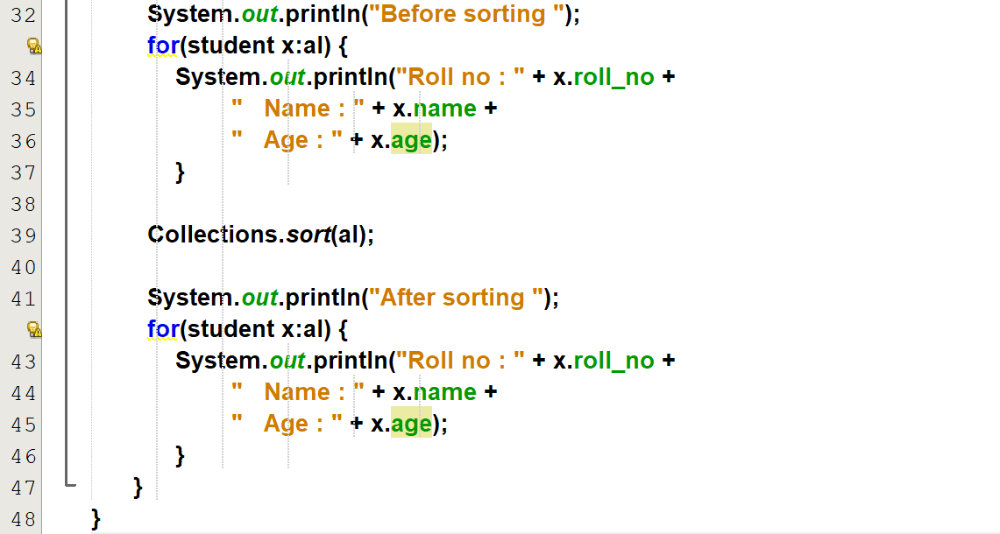 32 System.out.println("Before sorting ");
for(student x:al) {
34 System.out.println("Roll no : " + x.roll_no +
35 "   Name : " + x.name +
36 "   Age : " + x.age);
37 }
38
39 Collections.sort(al);
40
41 System.out.println("After sorting ");
for(student x:al) {
43 System.out.println("Roll no : " + x.roll_no +
44 "   Name : " + x.name +
45 "   Age : " + x.age);
46 }
47 }
48 }